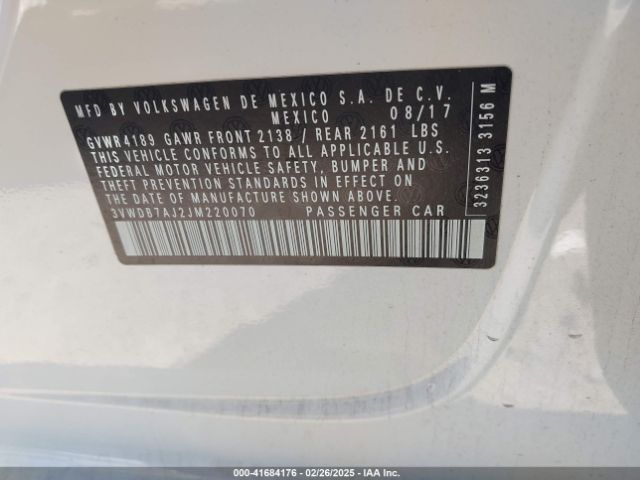 MFD BY VOLKSWAGEN DE MEXICO S.A. DE C.V.
MEXICO 08/17
GVWR 4189 GAWR FRONT 2138 / REAR 2161 LBS
THIS VEHICLE CONFORMS TO ALL APPLICABLE U.S.
FEDERAL MOTOR VEHICLE SAFETY, BUMPER AND
THEFT PREVENTION STANDARDS IN EFFECT ON
THE DATE OF MANUFACTURE SHOWN ABOVE.
3VWDB7AJ2JM220070 PASSENGER CAR
3236313 3156 M
000-41684176 | 02/26/2025 | IAA Inc.